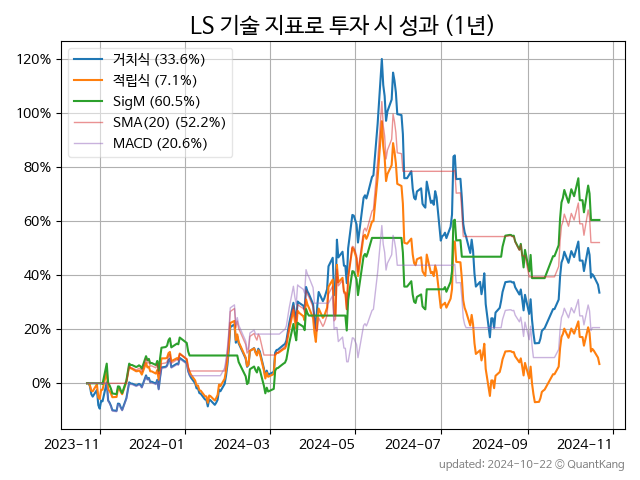 LS 기술 지표로 투자 시 성과 (1년)
거치식 (33.6%)
적립식 (7.1%)
SigM (60.5%)
SMA(20) (52.2%)
MACD (20.6%)
120%
100%
80%
60%
40%
20%
0%
2023-11 2024-01 2024-03 2024-05 2024-07 2024-09 2024-11
updated: 2024-10-22 © QuantKang